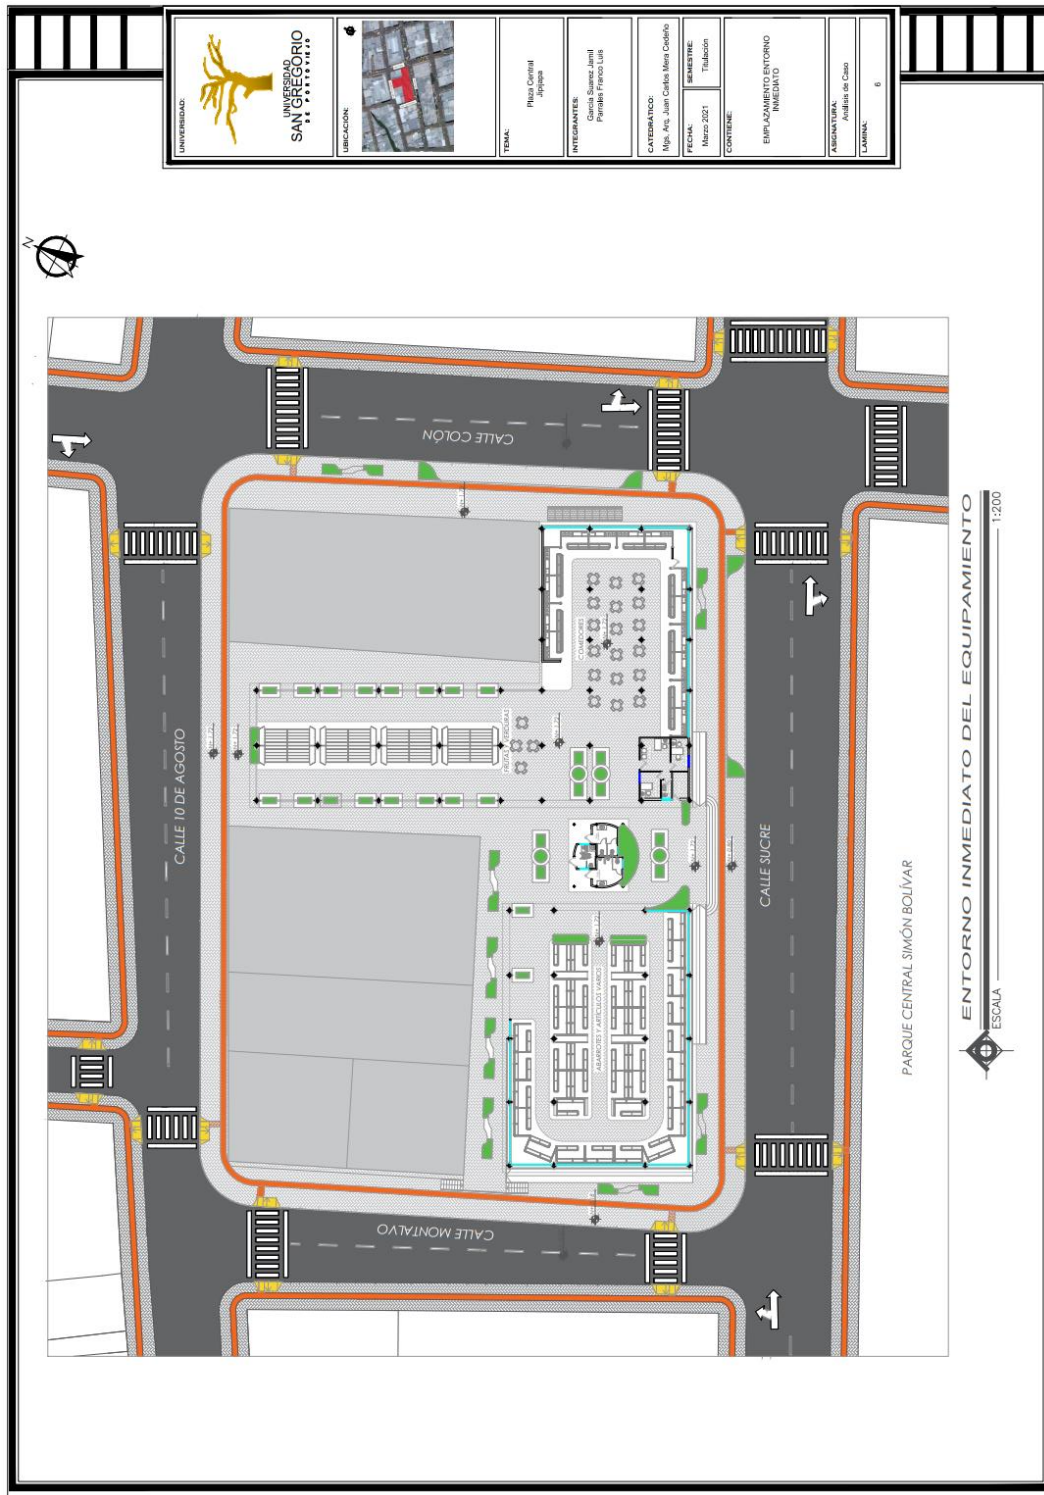 UNIVERSIDAD:
UNIVERSIDAD
SAN GREGORIO
DE PORTOVIEJO
UBICACIÓN:
TEMA:
Plaza Central
Jipijapa
INTEGRANTES:
García Suarez Jamil
Parrales Franco Luis
CATEDRÁTICO:
Mgs. Arq. Juan Carlos Mera Cedeño
FECHA:
Marzo 2021
SEMESTRE:
Titulación
CONTIENE:
EMPLAZAMIENTO ENTORNO
INMEDIATO
ASIGNATURA:
Análisis de Caso
LAMINA:
6
N
CALLE COLÓN
CALLE 10 DE AGOSTO
COMEDORES
FRUTAS Y VERDURAS
ABARROTES Y ARTICULOS VARIOS
CALLE MONTALVO
CALLE SUCRE
PARQUE CENTRAL SIMÓN BOLÍVAR
ENTORNO INMEDIATO DEL EQUIPAMIENTO
ESCALA
1:200